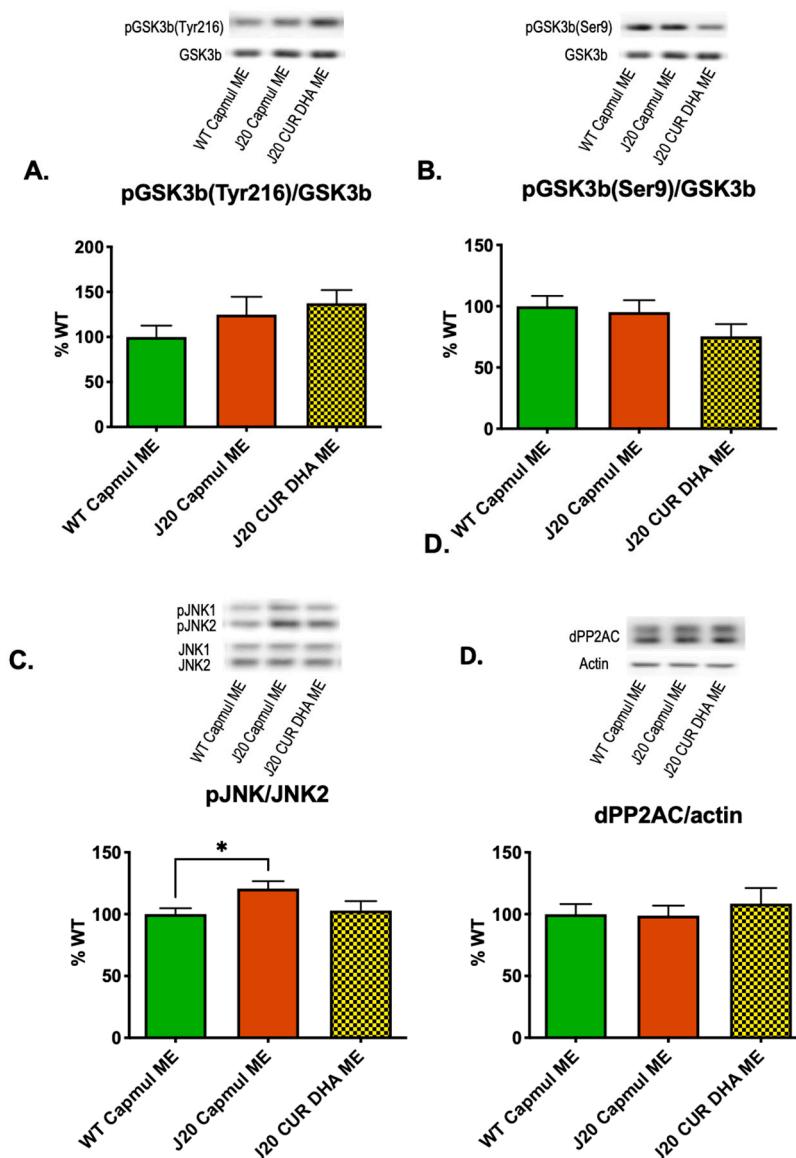 pGSK3b(Tyr216)
GSK3b
WT Capmul ME
J20 Capmul ME
J20 CUR DHA ME
A.
pGSK3b(Tyr216)/GSK3b
200
150
100
50
0
% WT
WT Capmul ME
J20 Capmul ME
J20 CUR DHA ME
pGSK3b(Ser9)
GSK3b
WT Capmul ME
J20 Capmul ME
J20 CUR DHA ME
B.
pGSK3b(Ser9)/GSK3b
150
100
50
0
% WT
WT Capmul ME
J20 Capmul ME
J20 CUR DHA ME
D.
pJNK1
pJNK2
JNK1
JNK2
WT Capmul ME
J20 Capmul ME
J20 CUR DHA ME
C.
pJNK/JNK2
150
100
50
0
% WT
*
WT Capmul ME
J20 Capmul ME
J20 CUR DHA ME
dPP2AC
Actin
WT Capmul ME
J20 Capmul ME
J20 CUR DHA ME
D.
dPP2AC/actin
150
100
50
0
% WT
WT Capmul ME
J20 Capmul ME
J20 CUR DHA ME